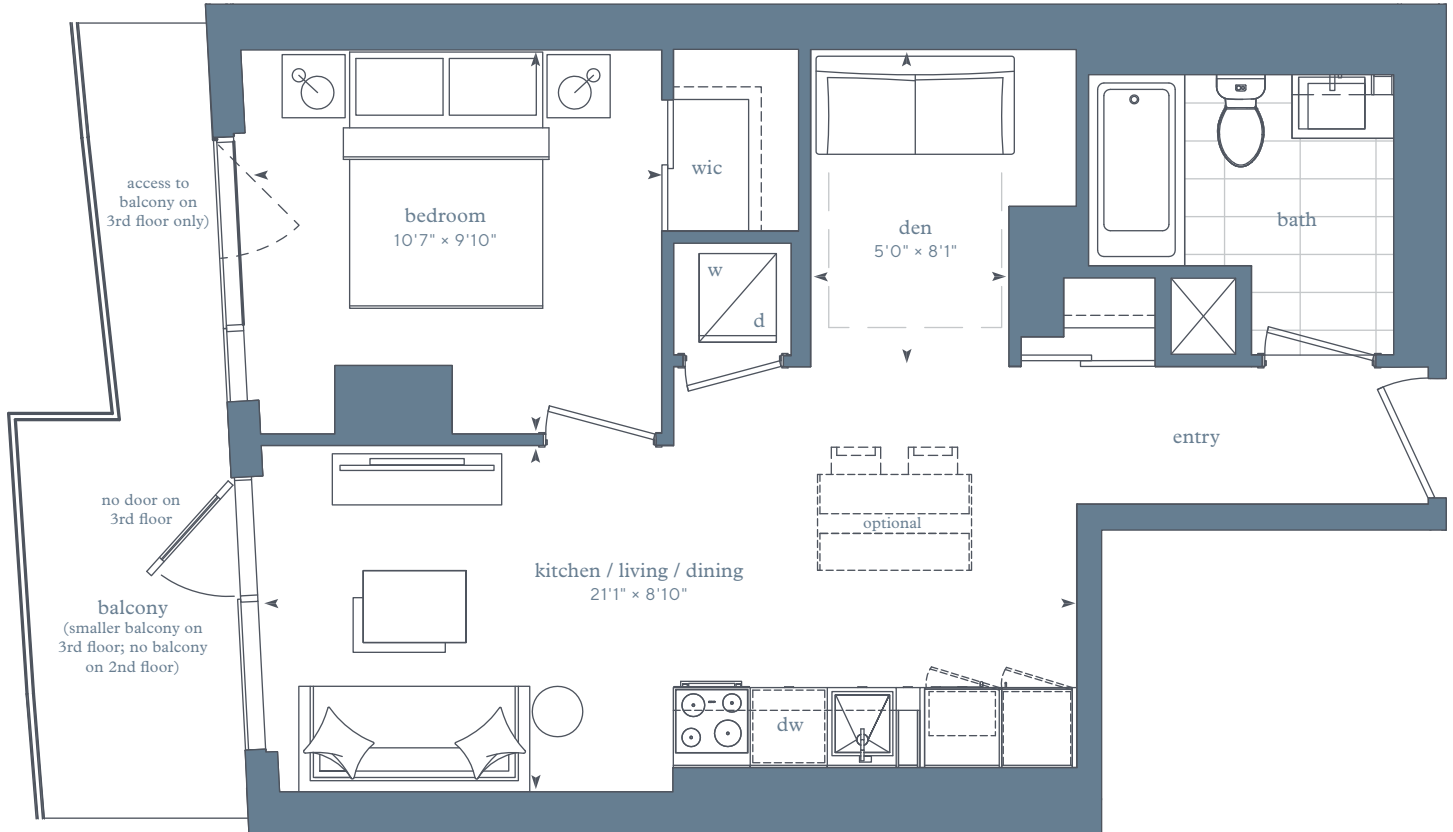 access to
balcony on
3rd floor only)
bedroom
10'7" × 9'10"
wic
w
d
den
5'0" × 8'1"
bath
entry
no door on
3rd floor
optional
kitchen / living / dining
21'1" × 8'10"
balcony
(smaller balcony on
3rd floor; no balcony
on 2nd floor)
dw